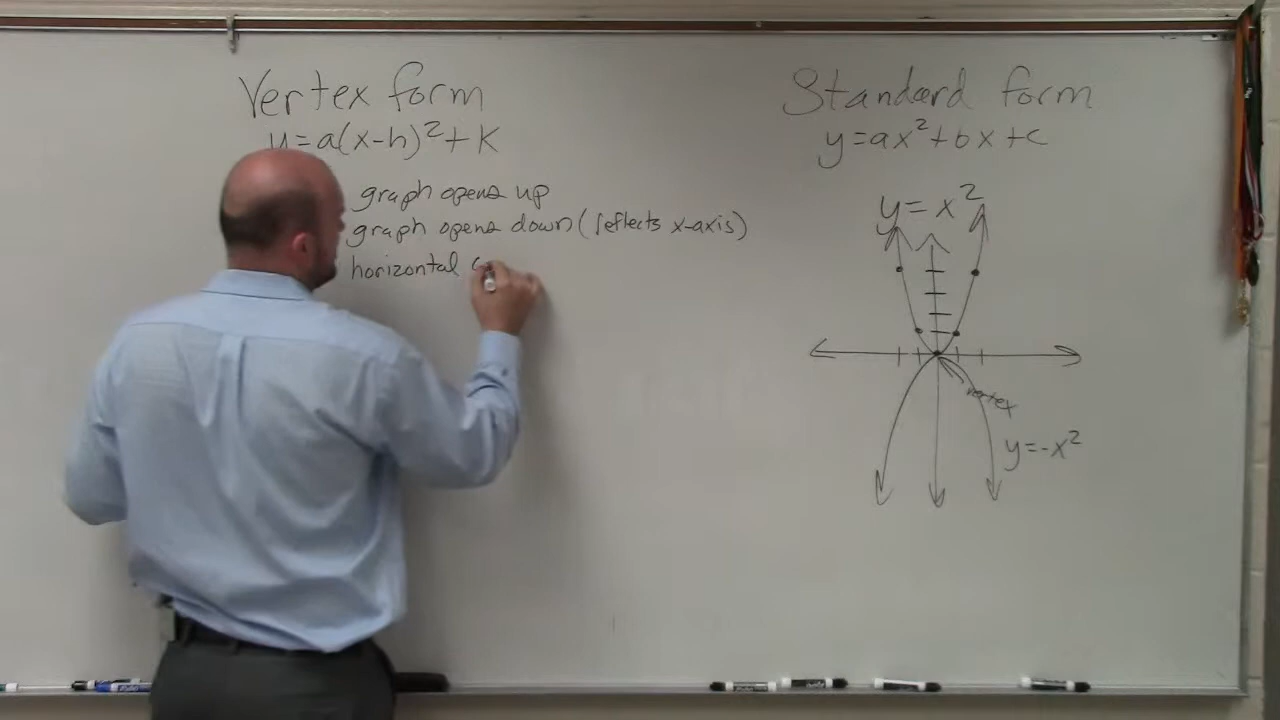 Vertex form
y=a(x-h)²+k
graph opens up
graph opens down (reflects x-axis)
horizontal
Standard form
y=ax²+bx+c
y=x²
vertex
y=-x²